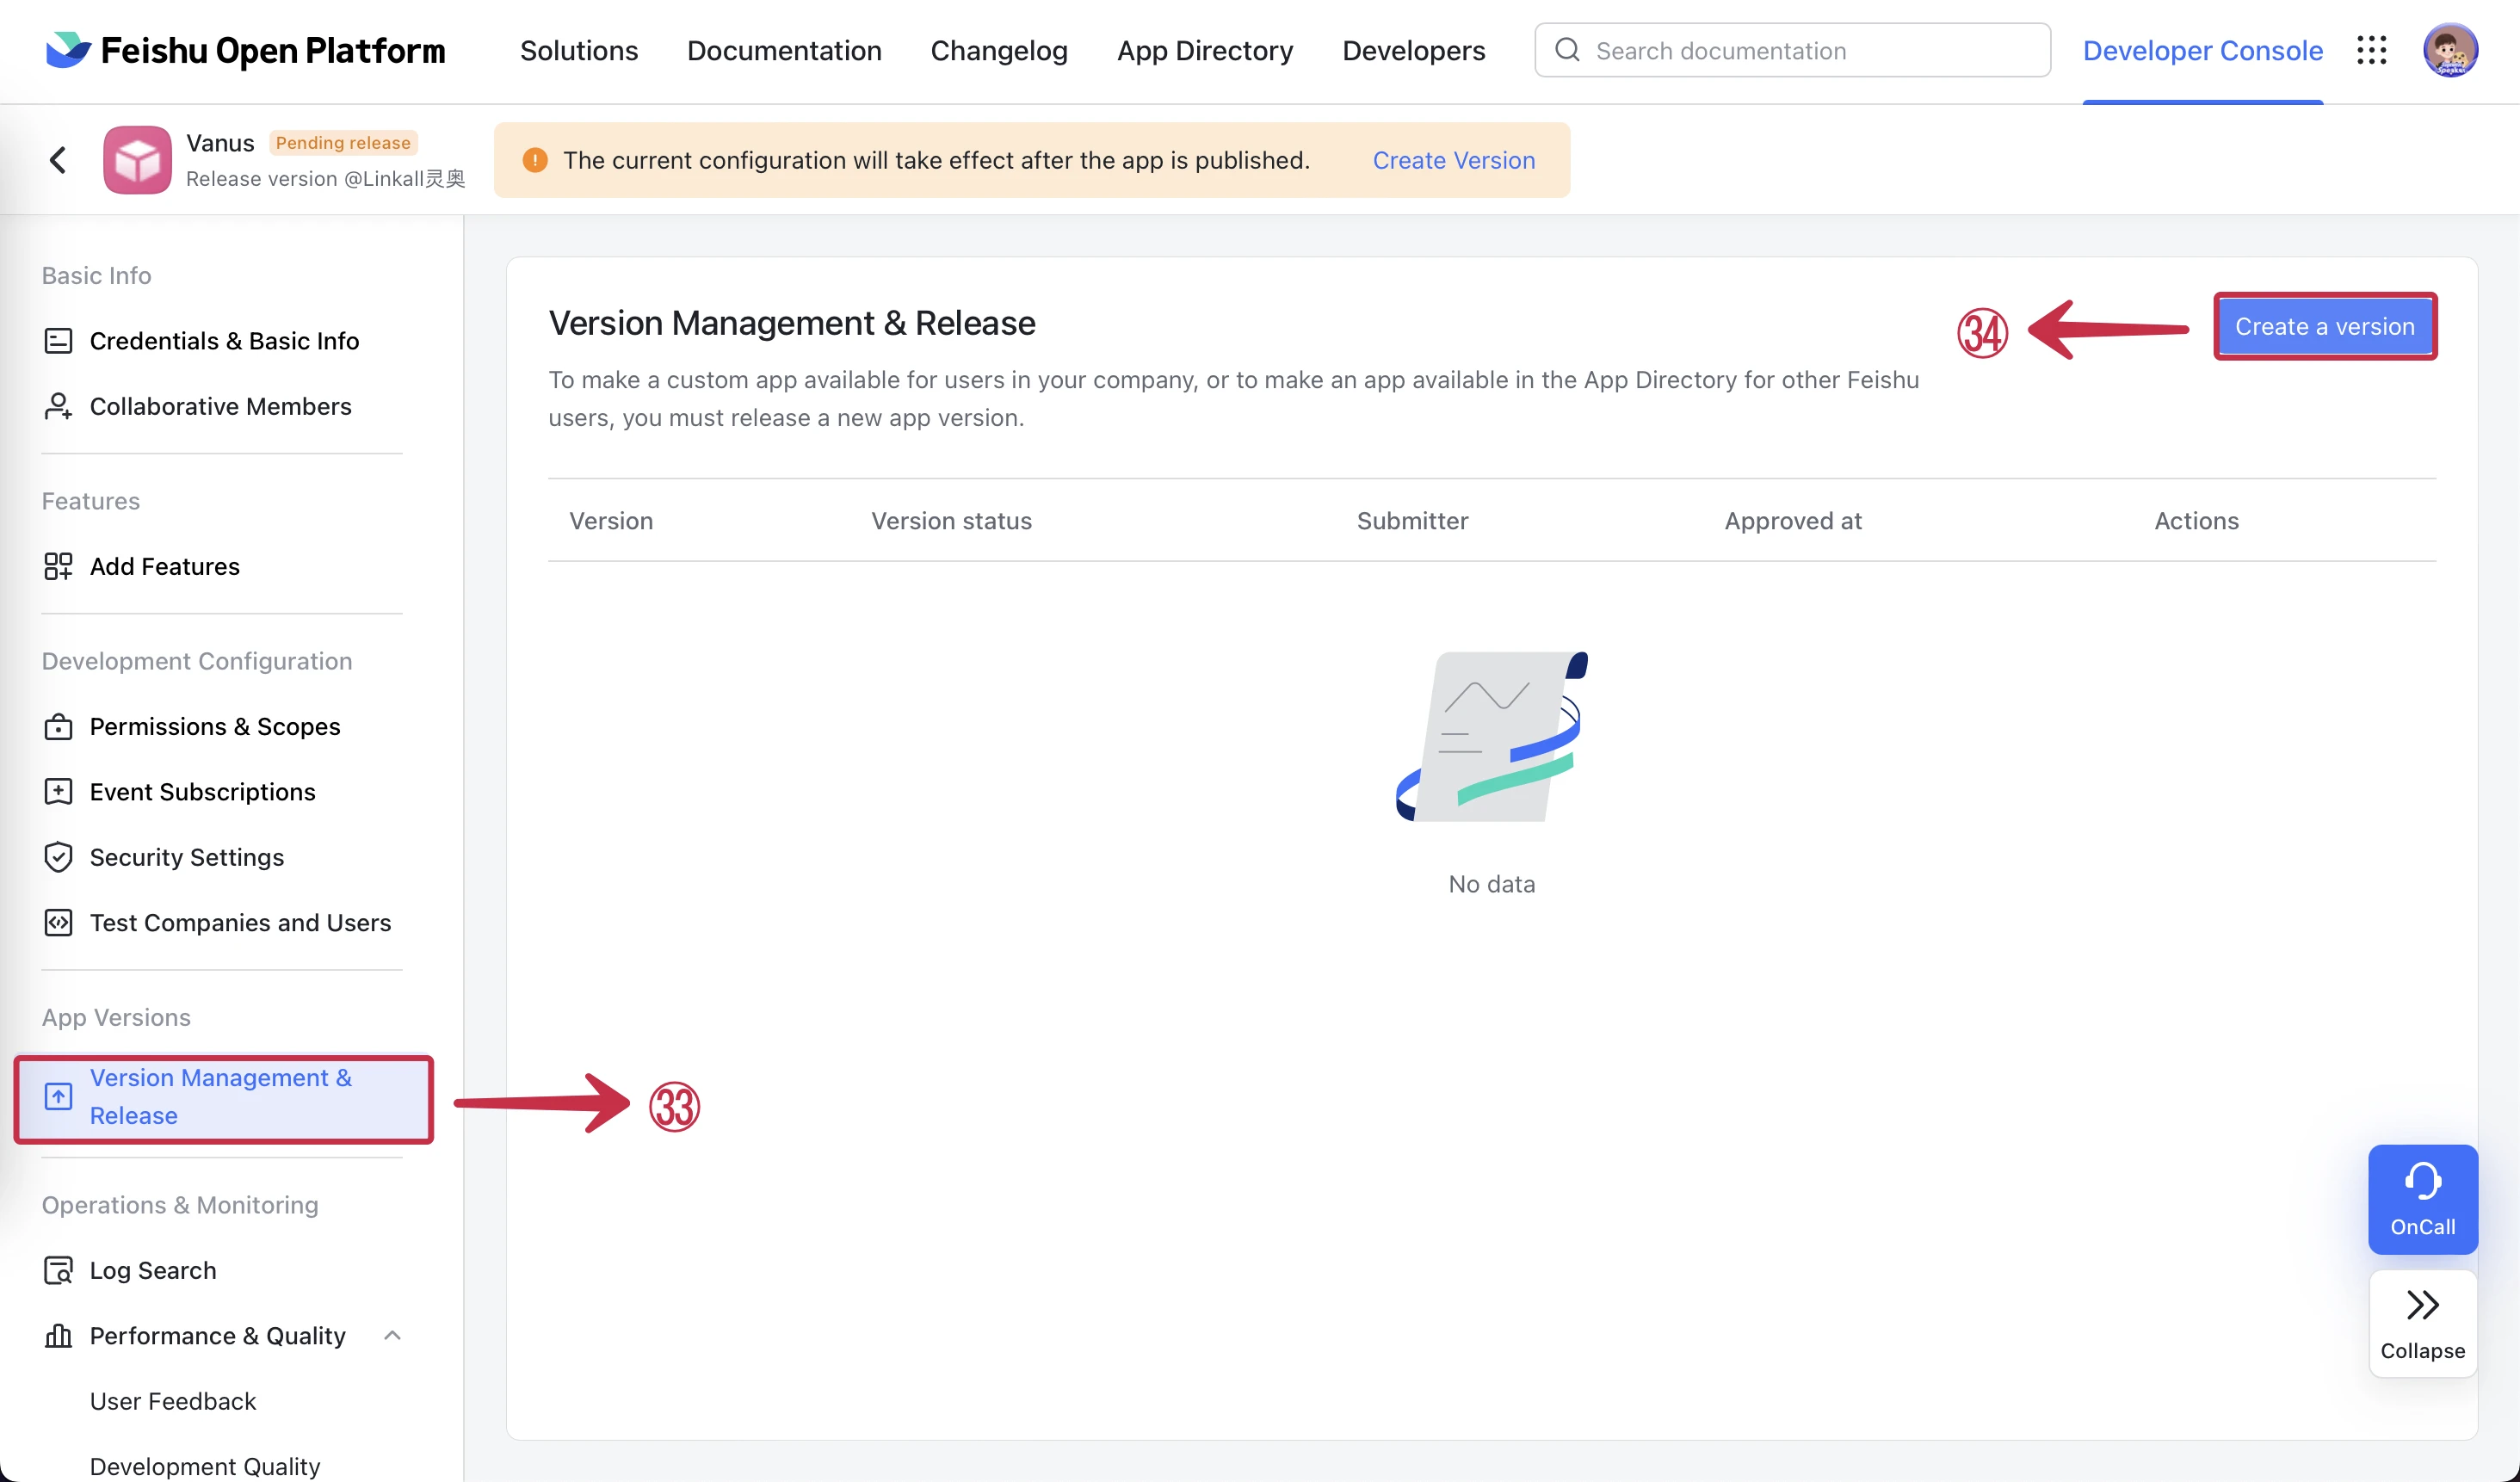 Feishu Open Platform
Solutions
Documentation
Changelog
App Directory
Developers
Search documentation
Developer Console
Vanus
Pending release
Release version @Linkall灵奥
The current configuration will take effect after the app is published.
Create Version
Basic Info
Credentials & Basic Info
Collaborative Members
Features
Add Features
Development Configuration
Permissions & Scopes
Event Subscriptions
Security Settings
Test Companies and Users
App Versions
Version Management &
Release
Operations & Monitoring
Log Search
Performance & Quality
User Feedback
Development Quality
㉝
Version Management & Release
㉞
Create a version
To make a custom app available for users in your company, or to make an app available in the App Directory for other Feishu
users, you must release a new app version.
Version
Version status
Submitter
Approved at
Actions
No data
OnCall
Collapse